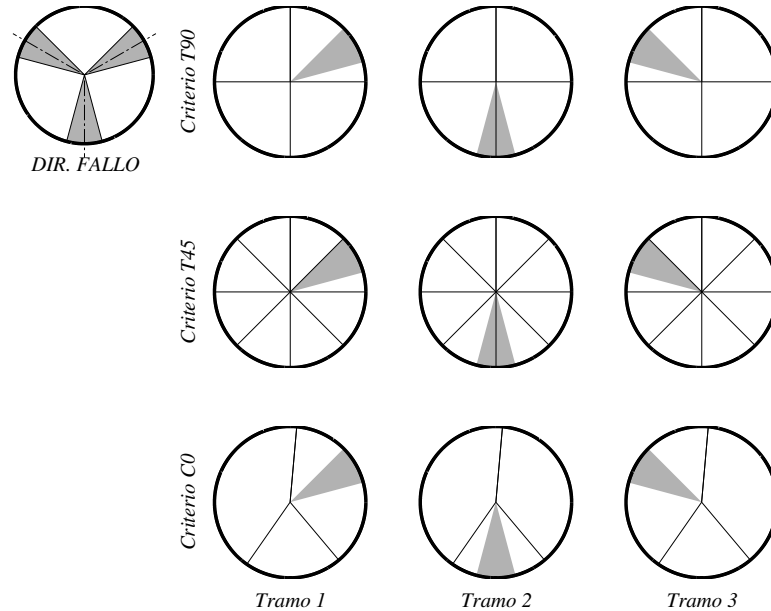 Criterio T90
DIR. FALLO
Criterio T45
Criterio C0
Tramo 1
Tramo 2
Tramo 3